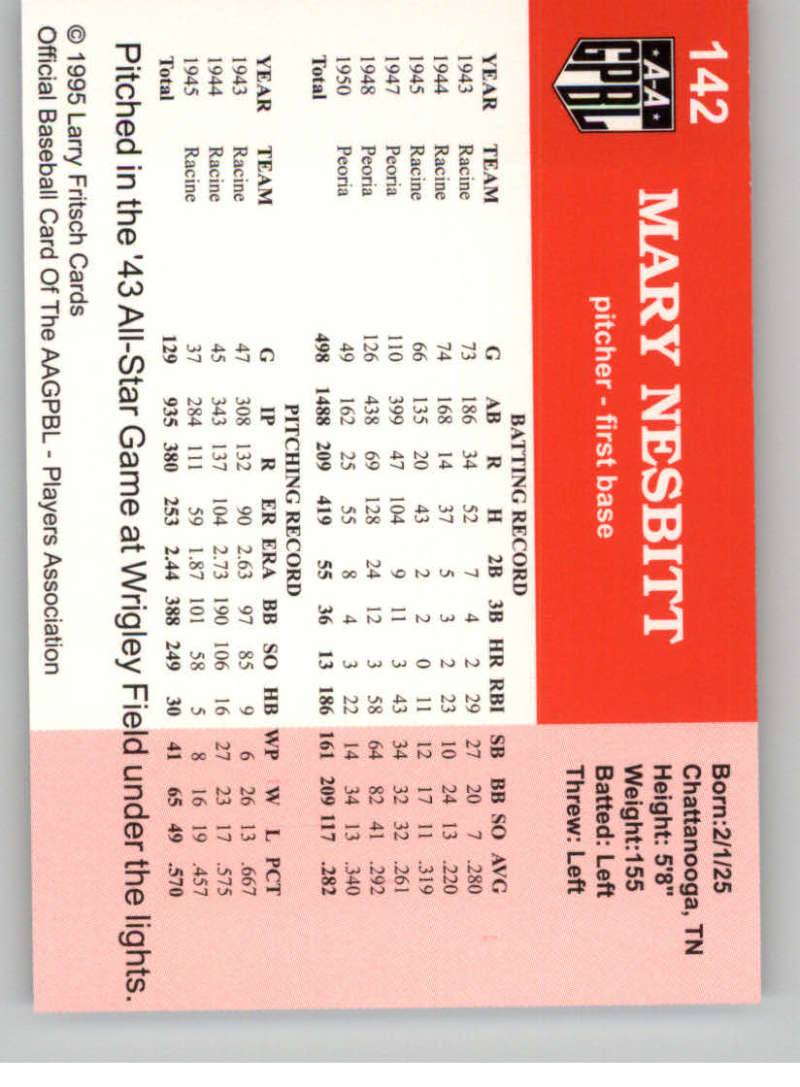 142
A-A
GPBL
MARY NESBITT
pitcher - first base
Born:2/1/25
Chattanooga, TN
Height: 5'8"
Weight:155
Batted: Left
Threw: Left
BATTING RECORD
YEAR TEAM G AB R H 2B 3B HR RBI SB BB SO AVG
1943 Racine 73 186 34 52 7 4 2 29 27 20 7 .280
1944 Racine 74 168 14 37 5 3 2 23 10 24 13 .220
1945 Racine 66 135 20 43 2 2 0 11 12 17 11 .319
1947 Peoria 110 399 47 104 9 11 3 43 34 32 32 .261
1948 Peoria 126 438 69 128 24 12 3 58 64 82 41 .292
1950 Peoria 49 162 25 55 8 4 3 22 14 34 13 .340
Total 498 1488 209 419 55 36 13 186 161 209 117 .282
PITCHING RECORD
YEAR TEAM G IP R ER ERA BB SO HB WP W L PCT
1943 Racine 47 308 132 90 2.63 97 85 9 6 26 13 .667
1944 Racine 45 343 137 104 2.73 190 106 16 27 23 17 .575
1945 Racine 37 284 111 59 1.87 101 58 5 8 16 19 .457
Total 129 935 380 253 2.44 388 249 30 41 65 49 .570
Pitched in the '43 All-Star Game at Wrigley Field under the lights.
© 1995 Larry Fritsch Cards
Official Baseball Card Of The AAGPBL - Players Association